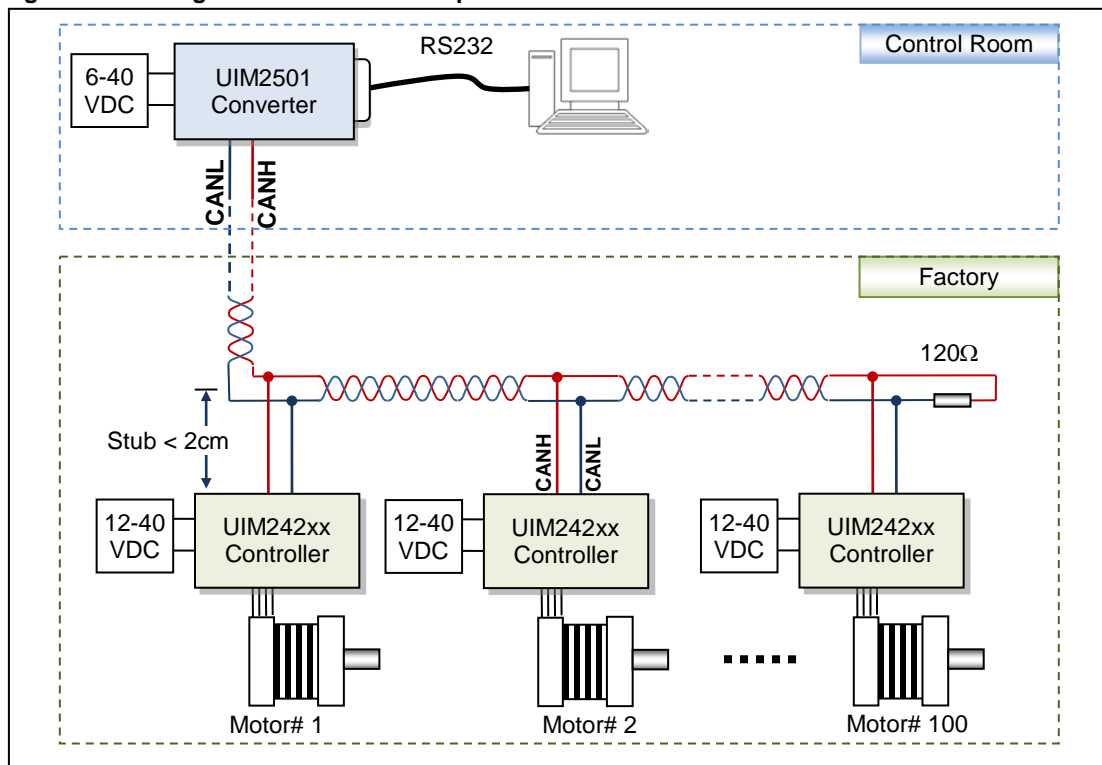 RS232
Control Room
6-40
VDC
UIM2501
Converter
CANL
CANH
Factory
120Ω
Stub < 2cm
CANH
CANL
12-40
VDC
UIM242xx
Controller
12-40
VDC
UIM242xx
Controller
12-40
VDC
UIM242xx
Controller
Motor# 1
Motor# 2
Motor# 100